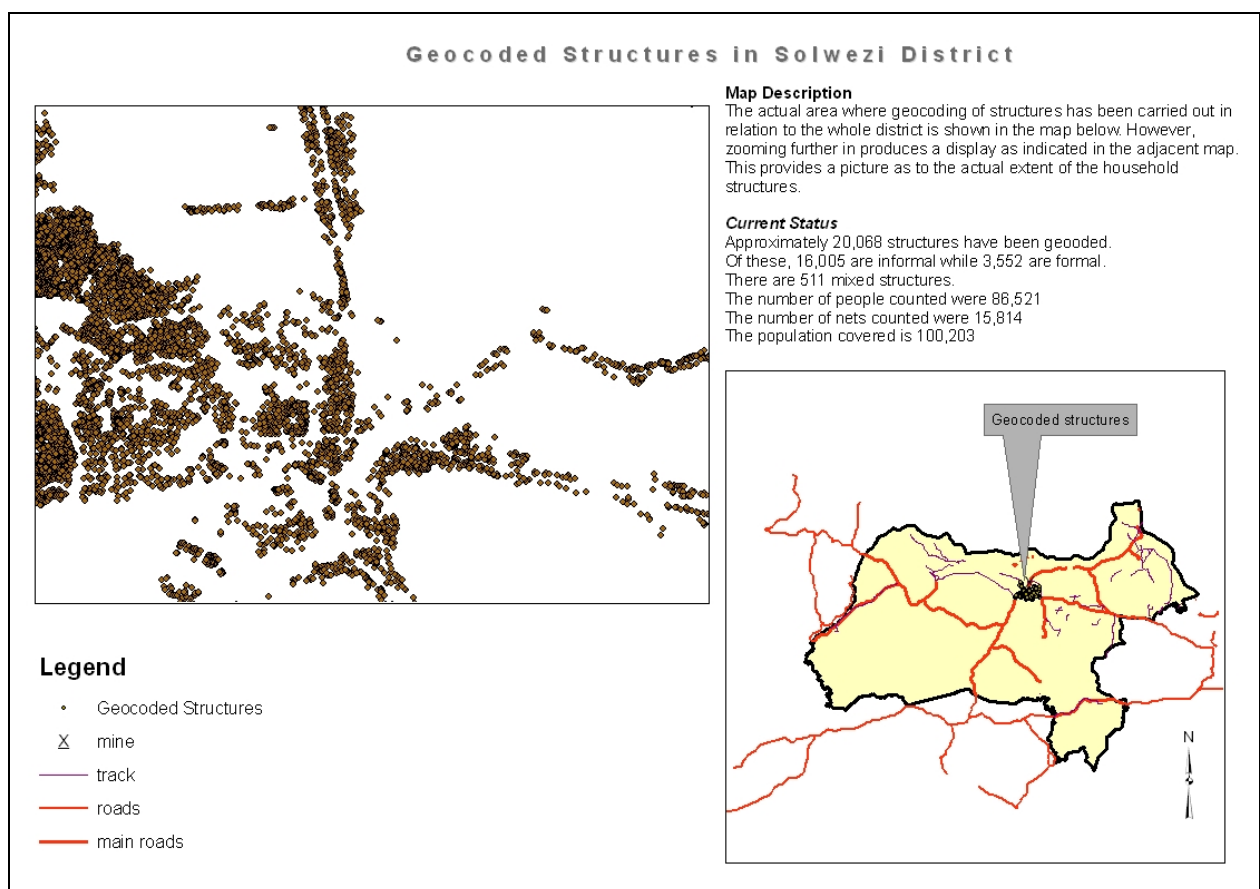 Geocoded Structures in Solwezi District
Map Description
The actual area where geocoding of structures has been carried out in
relation to the whole district is shown in the map below. However,
zooming further in produces a display as indicated in the adjacent map.
This provides a picture as to the actual extent of the household
structures.
Current Status
Approximately 20,068 structures have been geooded.
Of these, 16,005 are informal while 3,552 are formal.
There are 511 mixed structures.
The number of people counted were 86,521
The number of nets counted were 15,814
The population covered is 100,203
Geocoded structures
N
Legend
Geocoded Structures
X mine
track
roads
main roads